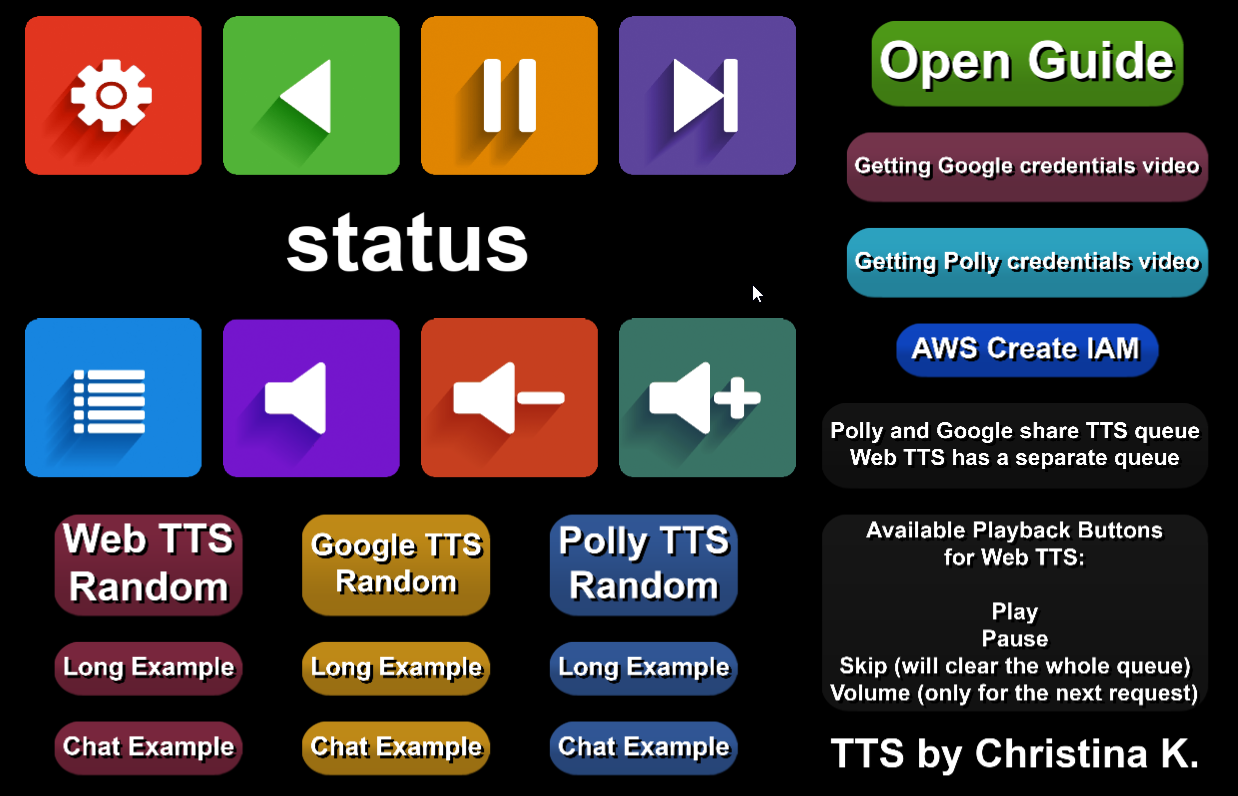 Open Guide
Getting Google credentials video
status
Getting Polly credentials video
AWS Create IAM
Polly and Google share TTS queue
Web TTS has a separate queue
Web TTS
Random
Google TTS
Random
Polly TTS
Random
Long Example
Long Example
Long Example
Chat Example
Chat Example
Chat Example
Available Playback Buttons
for Web TTS:
Play
Pause
Skip (will clear the whole queue)
Volume (only for the next request)
TTS by Christina K.